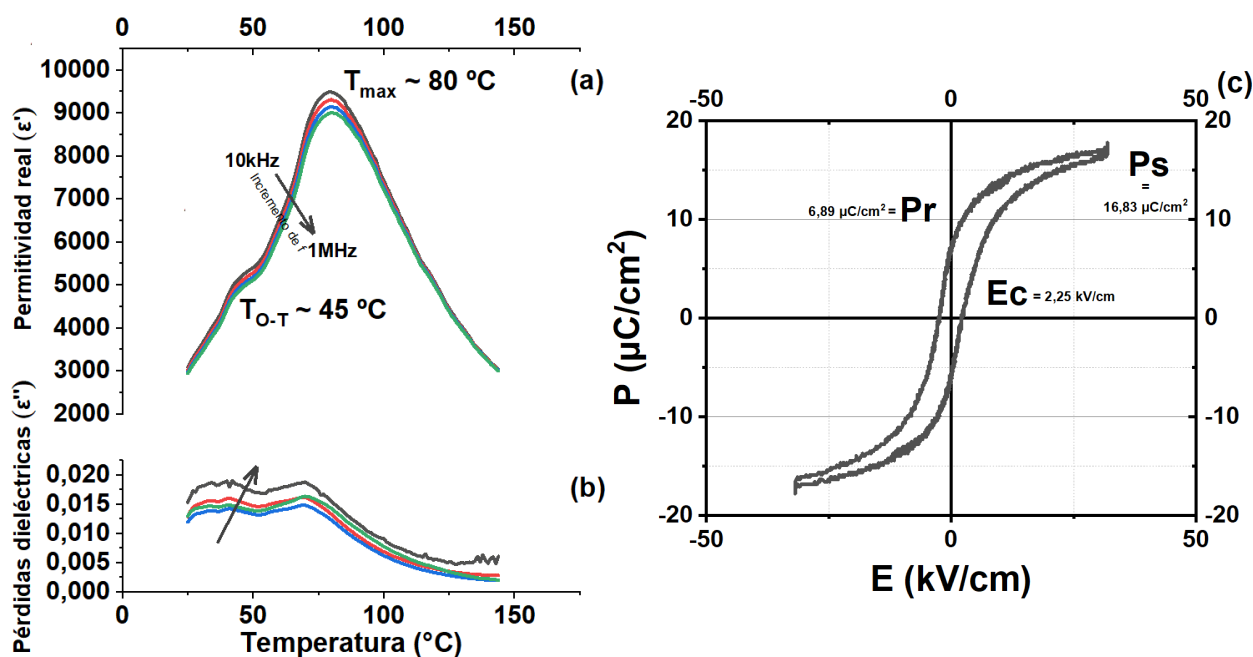 0 50 100 150
10000
9000
8000
7000
6000
5000
4000
3000
2000
Permitividad real (ε')
(a)
Tmax ~ 80 ºC
10kHz
Incremento de f
1MHz
TO-T ~ 45 ºC
0,020
0,015
0,010
0,005
0,000
Pérdidas dieléctricas (ε'')
(b)
0 50 100 150
Temperatura (°C)
(c)
-50 0 50
20 20
10 10
0 0
-10 -10
-20 -20
P (µC/cm²)
Ps
=
16,83 µC/cm²
6,89 µC/cm² = Pr
Ec = 2,25 kV/cm
-50 0 50
E (kV/cm)